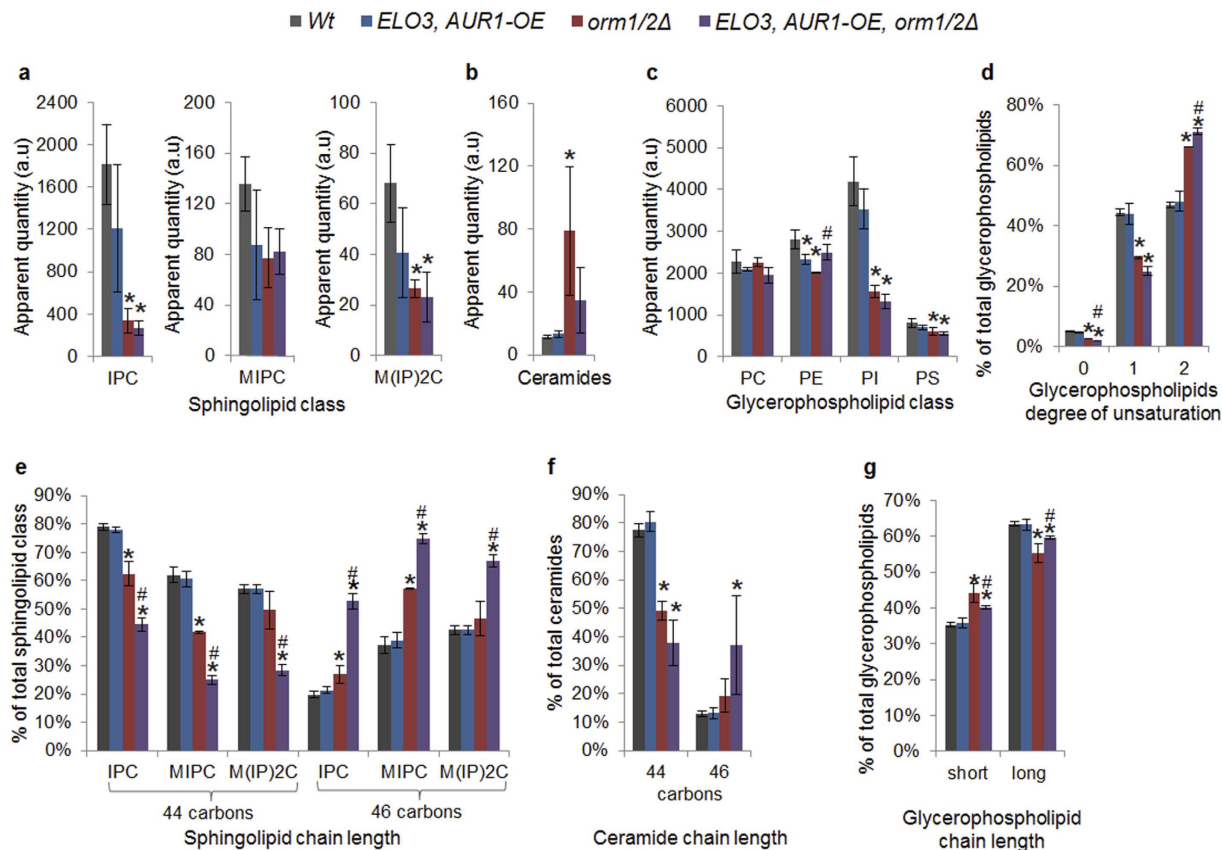 Wt ELO3, AUR1-OE orm1/2Δ ELO3, AUR1-OE, orm1/2Δ
a
Apparent quantity (a.u)
2400
2100
1800
1500
1200
900
600
300
0
IPC
Apparent quantity (a.u)
200
160
120
80
40
0
MIPC
Apparent quantity (a.u)
100
80
60
40
20
0
* *
M(IP)2C
Sphingolipid class
b
Apparent quantity (a.u)
160
120
80
40
0
*
Ceramides
c
Apparent quantity (a.u)
6000
5000
4000
3000
2000
1000
0
* * #
* *
* *
PC PE PI PS
Glycerophospholipid class
d
% of total glycerophospholipids
80%
60%
40%
20%
0%
#
* *
* *
#
* *
0 1 2
Glycerophospholipids
degree of unsaturation
e
% of total sphingolipid class
90%
80%
70%
60%
50%
40%
30%
20%
10%
0%
IPC MIPC M(IP)2C IPC MIPC M(IP)2C
44 carbons 46 carbons
Sphingolipid chain length
f
% of total ceramides
90%
80%
70%
60%
50%
40%
30%
20%
10%
0%
* *
*
44 46
carbons
Ceramide chain length
g
% of total glycerophospholipids
70%
60%
50%
40%
30%
20%
10%
0%
short long
Glycerophospholipid
chain length